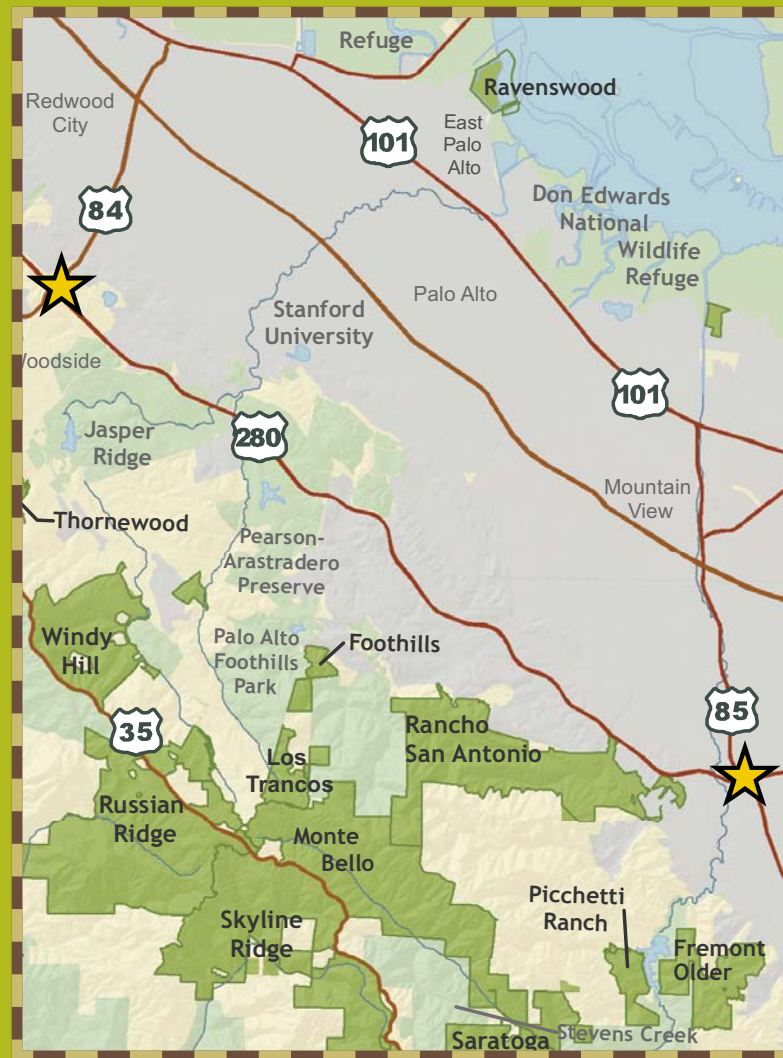 Refuge
Ravenswood
Redwood
City
101
East
Palo
Alto
84
Don Edwards
National
Wildlife
Refuge
Palo Alto
Stanford
University
Woodside
101
280
Jasper
Ridge
Mountain
View
Thornewood
Pearson-
Arastradero
Preserve
Windy
Hill
Palo Alto
Foothills
Park
Foothills
35
85
Rancho
San Antonio
Los
Trancos
Russian
Ridge
Monte
Bello
Picchetti
Ranch
Skyline
Ridge
Fremont
Older
Saratoga
Stevens Creek